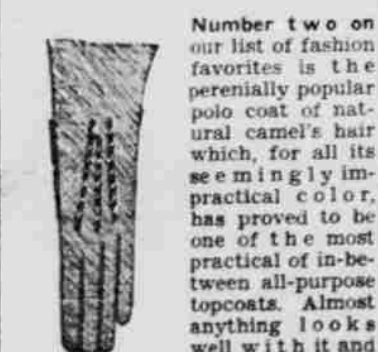 Number two on
our list of fashion
favorites is the
perenially popular
polo coat of nat-
ural camel's hair
which, for all its
seemingly im-
practical color,
has proved to be
one of the most
practical of in-be-
tween all-purpose
topcoats. Almost
anything looks
well with it and